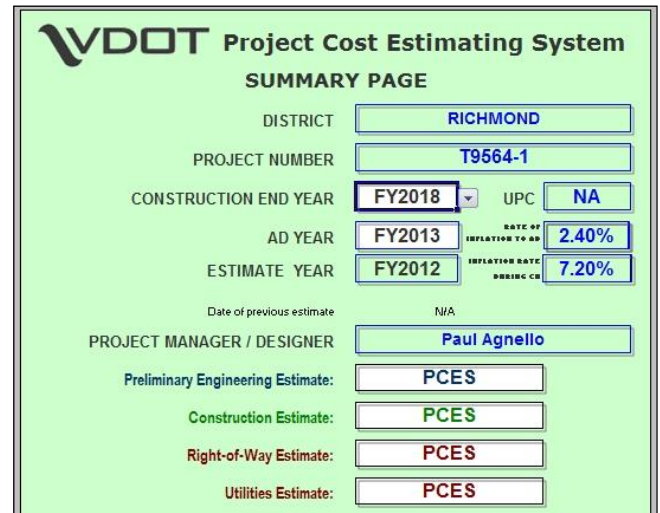 VDOT Project Cost Estimating System
SUMMARY PAGE
DISTRICT RICHMOND
PROJECT NUMBER T9564-1
CONSTRUCTION END YEAR FY2018 UPC NA
AD YEAR FY2013 RATE OF INFLATION TO AD 2.40%
ESTIMATE YEAR FY2012 INFLATION RATE DURING CN 7.20%
Date of previous estimate N/A
PROJECT MANAGER / DESIGNER Paul Agnello
Preliminary Engineering Estimate: PCES
Construction Estimate: PCES
Right-of-Way Estimate: PCES
Utilities Estimate: PCES